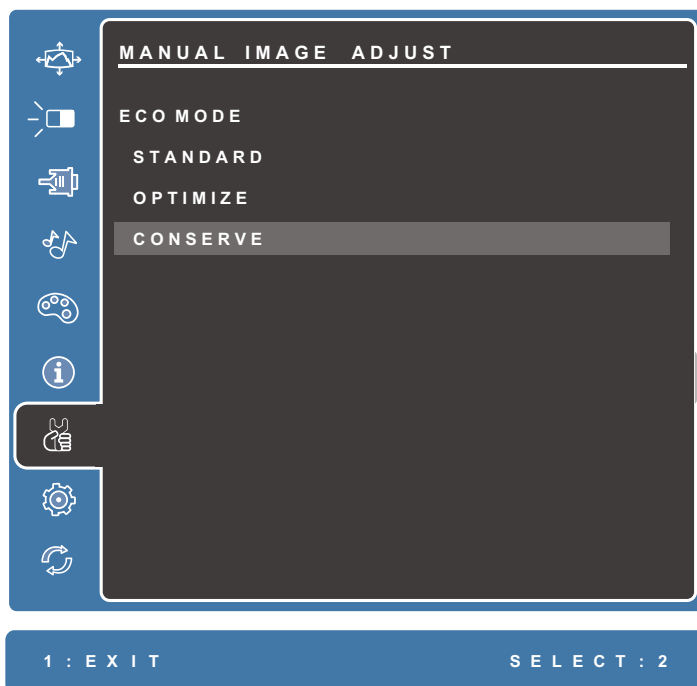 MANUAL IMAGE ADJUST
ECO MODE
STANDARD
OPTIMIZE
CONSERVE
1:EXIT SELECT:2